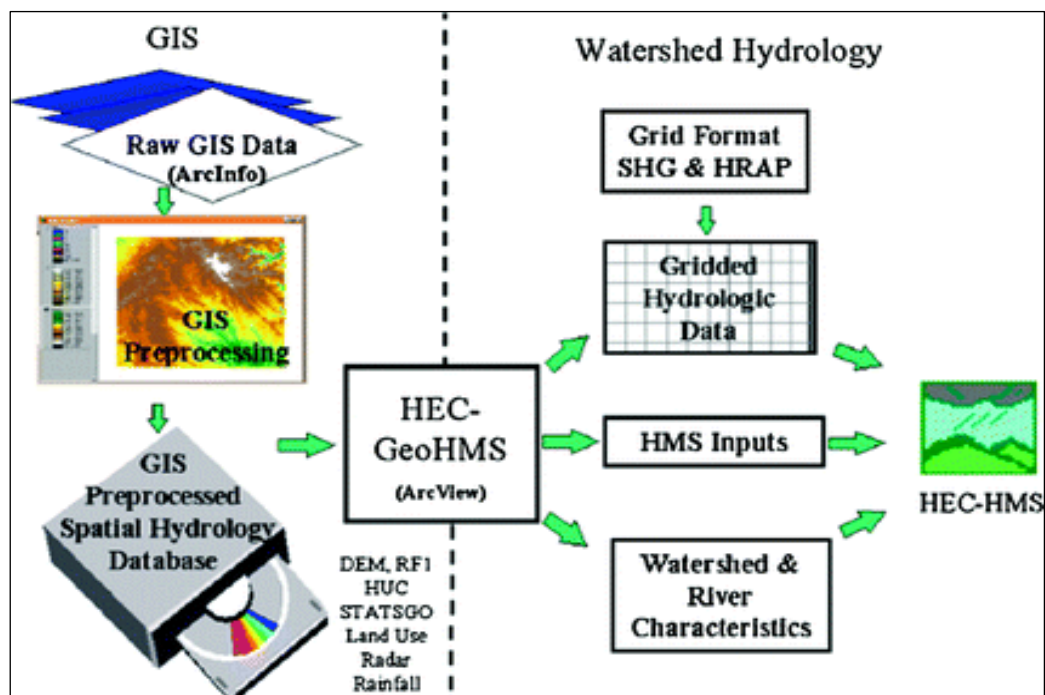 GIS
Raw GIS Data
(ArcInfo)
GIS
Preprocessing
GIS
Preprocessed
Spatial Hydrology
Database
DEM, RF1
HUC
STATSGO
Land Use
Radar
Rainfall
HEC-
GeoHMS
(ArcView)
Watershed Hydrology
Grid Format
SHG & HRAP
Gridded
Hydrologic
Data
HMS Inputs
Watershed &
River
Characteristics
HEC-HMS